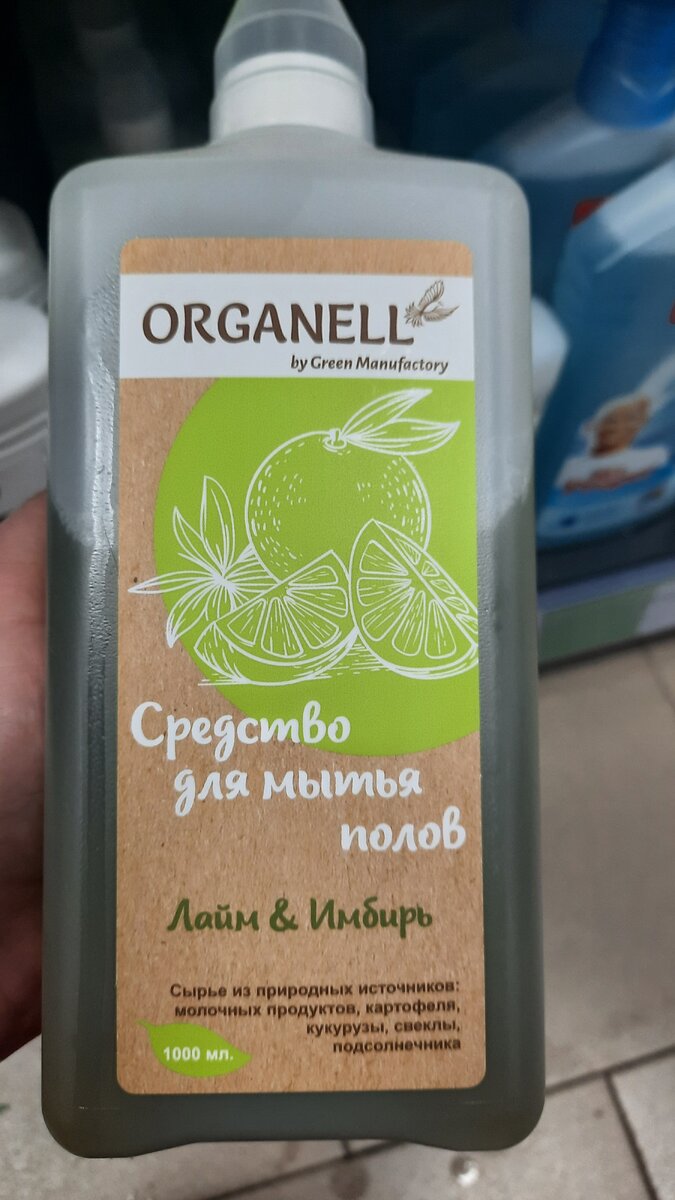 ORGANELL
by Green Manufactory
Средство
для мытья
полов
Лайм & Имбирь
Сырье из природных источников:
молочных продуктов, картофеля,
кукурузы, свеклы,
подсолнечника
1000 мл.